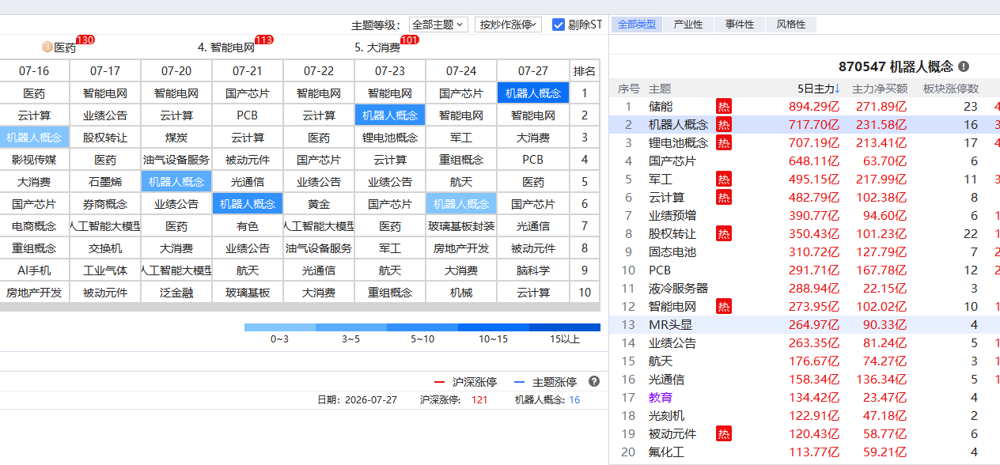 主题等级： 全部主题 按炒作涨停 剔除ST
3 医药 130 4. 智能电网 113 5. 大消费 101
07-16 07-17 07-20 07-21 07-22 07-23 07-24 07-27 排名
医药 智能电网 智能电网 国产芯片 智能电网 智能电网 国产芯片 机器人概念 1
云计算 业绩公告 云计算 PCB 云计算 机器人概念 智能电网 智能电网 2
机器人概念 股权转让 煤炭 云计算 医药 锂电池概念 军工 大消费 3
影视传媒 医药 油气设备服务 被动元件 国产芯片 云计算 重组概念 PCB 4
大消费 石墨烯 机器人概念 光通信 业绩公告 业绩公告 航天 医药 5
国产芯片 券商概念 业绩公告 机器人概念 黄金 国产芯片 机器人概念 国产芯片 6
电商概念 人工智能大模型 医药 有色 人工智能大模型 医药 玻璃基板封装 光通信 7
重组概念 交换机 大消费 业绩公告 油气设备服务 军工 房地产开发 被动元件 8
AI手机 工业气体 人工智能大模型 航天 光通信 航天 大消费 脑科学 9
房地产开发 被动元件 泛金融 玻璃基板 大消费 重组概念 机械 云计算 10
0~3 3~5 5~10 10~15 15以上
沪深涨停 主题涨停 ?
日期：2026-07-27 沪深涨停: 121 机器人概念: 16
全部类型 产业性 事件性 风格性
870547 机器人概念
序号 主题 5日主力↓ 主力净买额 板块涨停数
1 储能 热 894.29亿 271.89亿 23 4
2 机器人概念 热 717.70亿 231.58亿 16 3
3 锂电池概念 热 707.19亿 213.41亿 17 4
4 国产芯片 648.11亿 63.70亿 6
5 军工 热 495.15亿 217.99亿 11 3
6 云计算 热 482.79亿 102.38亿 8
7 业绩预增 390.77亿 94.60亿 6 1
8 股权转让 热 350.43亿 101.23亿 22 1
9 固态电池 310.72亿 127.79亿 7 2
10 PCB 291.71亿 167.78亿 12 2
11 液冷服务器 288.94亿 22.15亿 3
12 智能电网 热 273.95亿 102.02亿 10 1
13 MR头显 264.97亿 90.33亿 4
14 业绩公告 263.35亿 81.24亿 5 1
15 航天 176.67亿 74.27亿 3 1
16 光通信 158.34亿 136.34亿 5 1
17 教育 134.42亿 23.47亿 4
18 光刻机 122.91亿 47.18亿 2
19 被动元件 热 120.43亿 58.77亿 6
20 氟化工 113.77亿 59.21亿 4